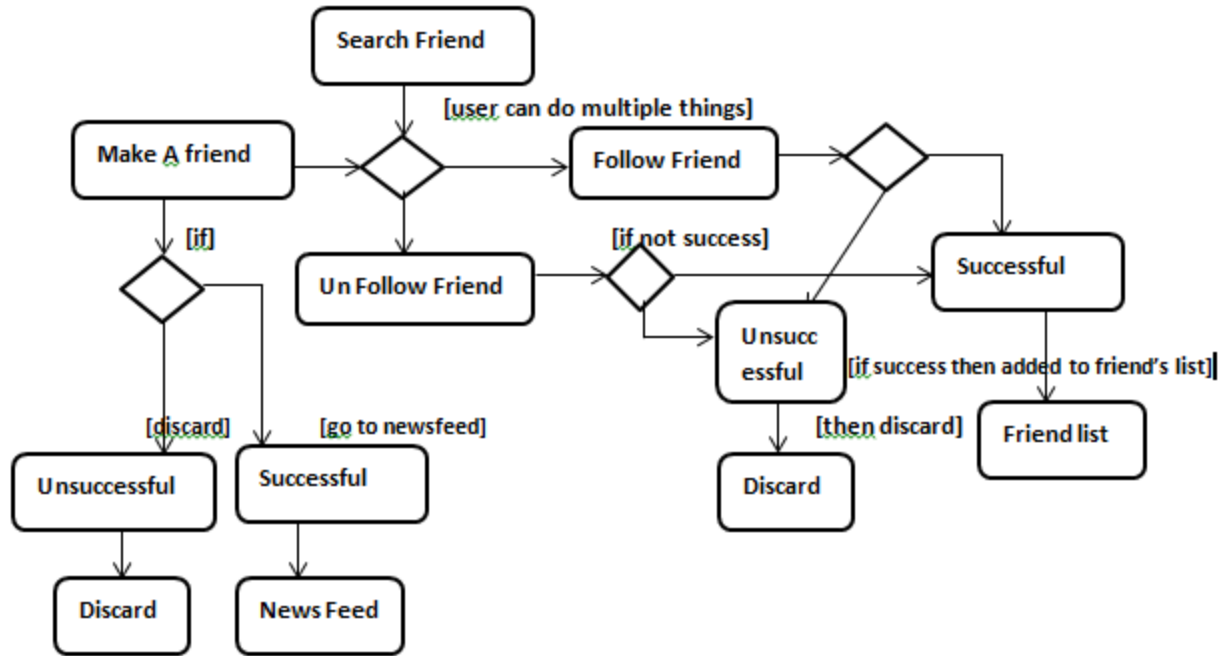 Search Friend
[user can do multiple things]
Make A friend
Follow Friend
[if]
[if not success]
Un Follow Friend
Successful
Unsucc
essful
[if success then added to friend's list]
[discard]
[go to newsfeed]
[then discard]
Friend list
Unsuccessful
Successful
Discard
Discard
News Feed